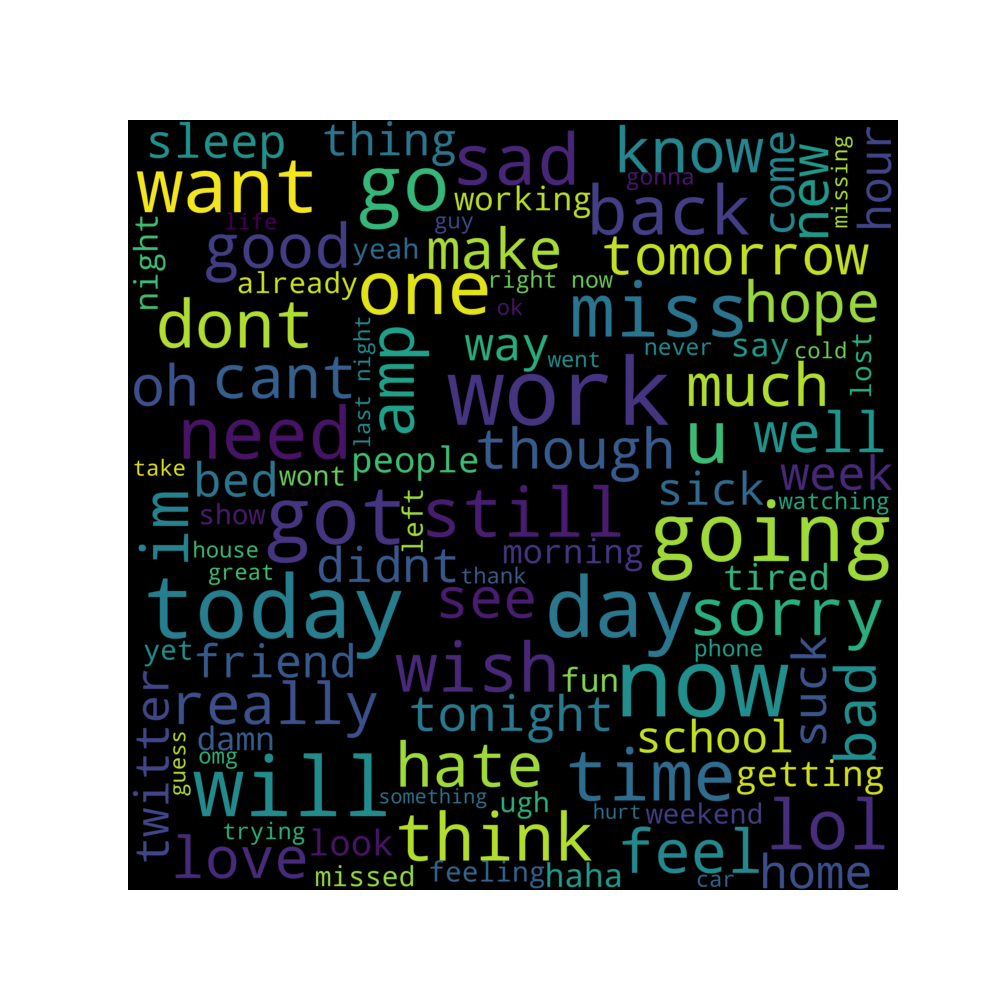 sleep
thing
sad
know
come
new
missing
hour
want
go
working
gonna
back
life
guy
night
good
yeah
make
tomorrow
already
one
right now
ok
miss
hope
dont
last night
amp
way
went
never
say
cold
lost
oh
cant
work
much
need
though
u
well
take
bed
wont
people
sick
week
watching
im
show
got
left
still
going
house
great
didnt
morning
thank
tired
today
see
day
sorry
yet
friend
wish
fun
now
phone
suck
bad
twitter
really
tonight
school
guess
damn
omg
will
hate
time
getting
something
ugh
hurt
weekend
lol
trying
love
look
think
feel
missed
feeling
haha
car
home